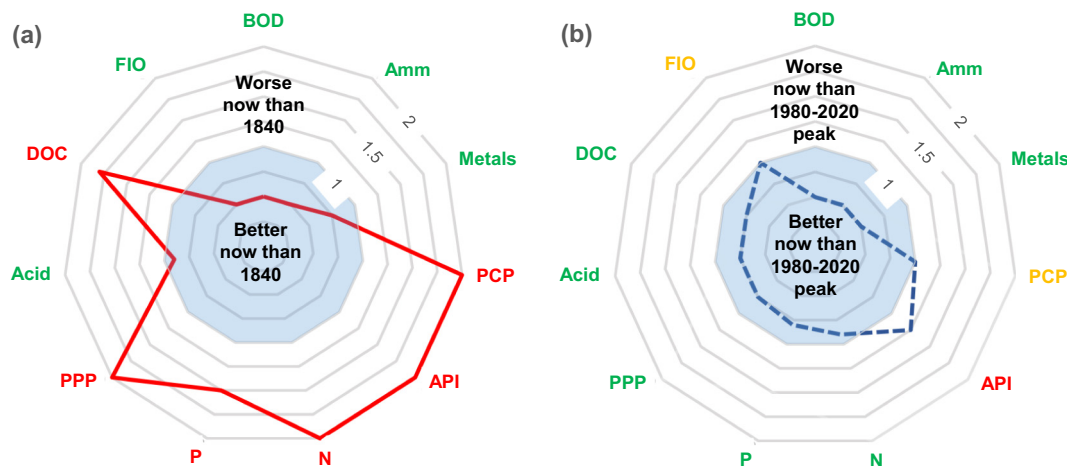 (a)
BOD
FIO
Amm
Worse
now than
1840
2
1.5
1
DOC
Metals
Better
now than
1840
Acid
PCP
PPP
API
P
N
(b)
BOD
FIO
Amm
Worse
now than
1980-2020
peak
2
1.5
1
DOC
Metals
Better
now than
1980-2020
peak
Acid
PCP
PPP
API
P
N